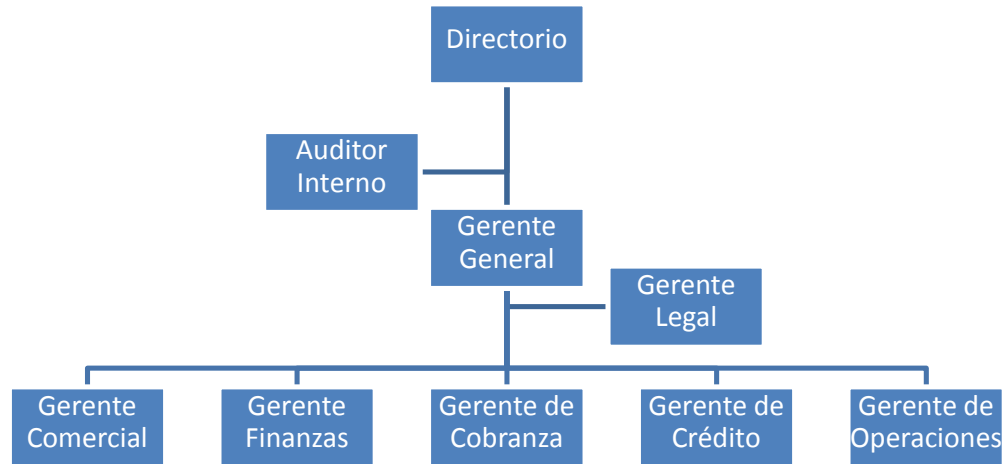 Directorio
Auditor
Interno
Gerente
General
Gerente
Legal
Gerente
Comercial
Gerente
Finanzas
Gerente de
Cobranza
Gerente de
Crédito
Gerente de
Operaciones